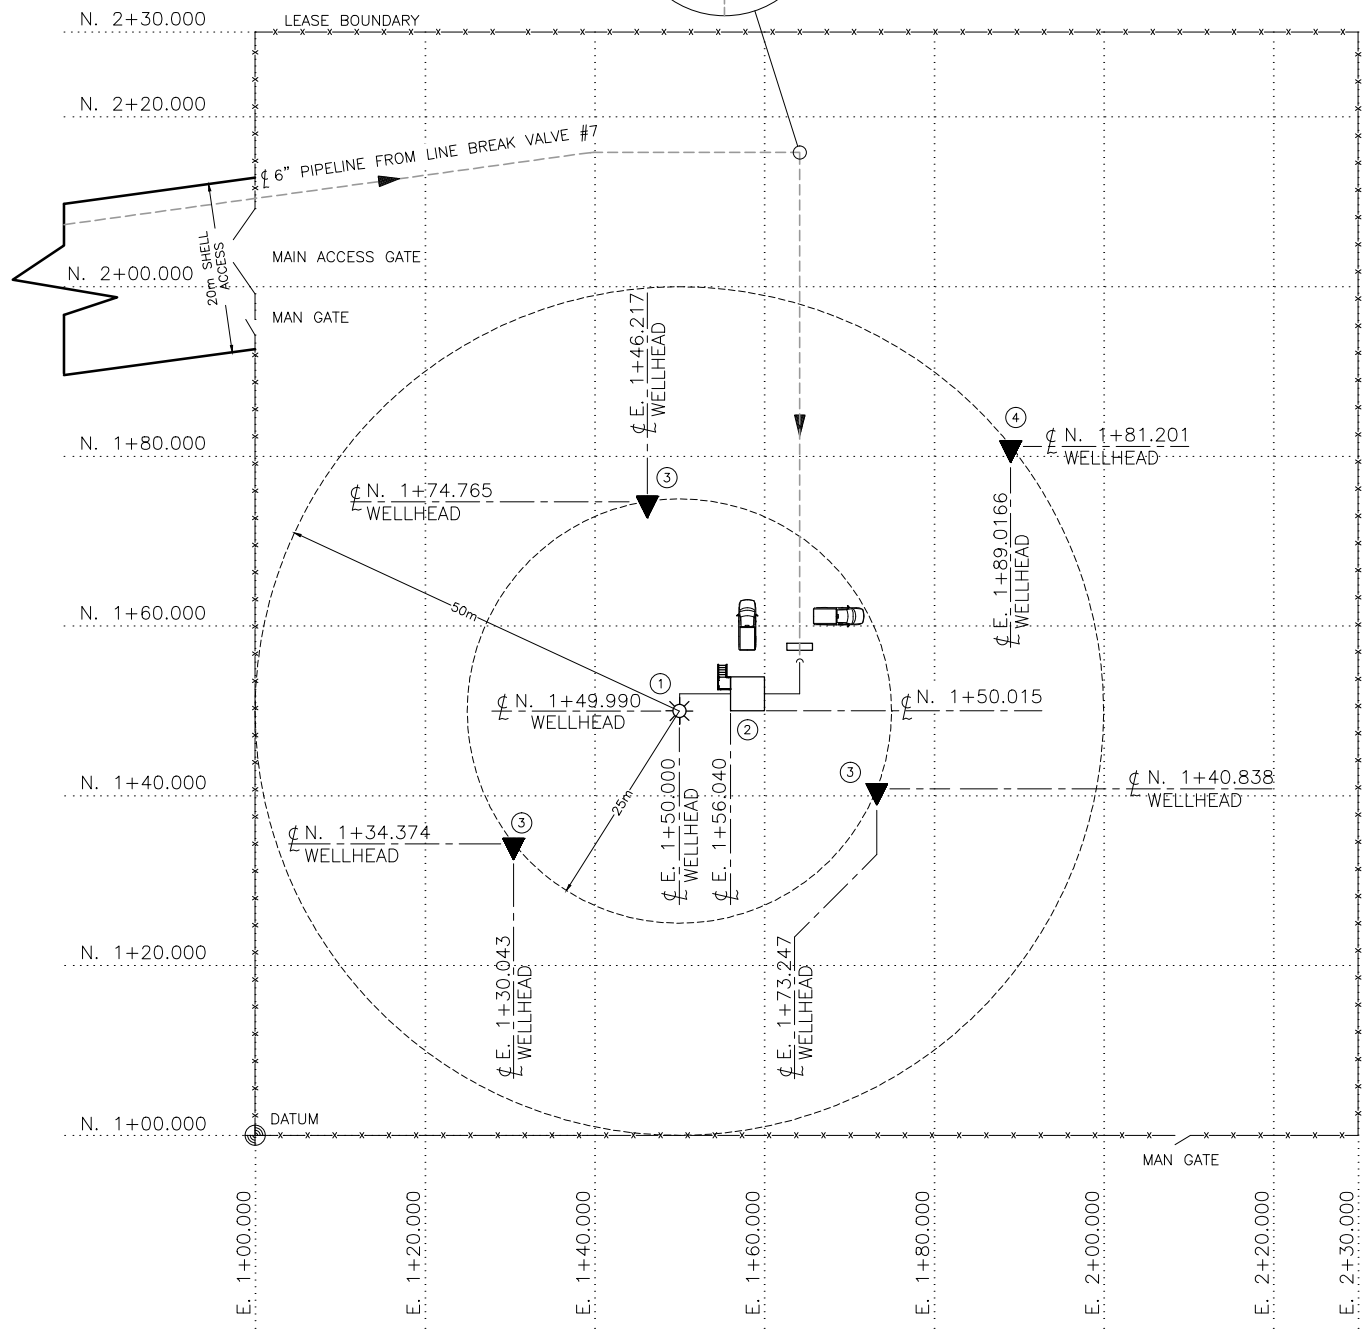 N. 2+30.000
LEASE BOUNDARY
N. 2+20.000
℄ 6" PIPELINE FROM LINE BREAK VALVE #7
20m SHELL
ACCESS
MAIN ACCESS GATE
N. 2+00.000
MAN GATE
℄ E. 1+46.217
WELLHEAD
N. 1+80.000
4
℄ N. 1+81.201
WELLHEAD
3
℄ N. 1+74.765
WELLHEAD
℄ E. 1+89.0166
WELLHEAD
N. 1+60.000
50m
1
℄ N. 1+49.990
WELLHEAD
2
℄ N. 1+50.015
℄ E. 1+50.000
WELLHEAD
℄ E. 1+56.040
25m
N. 1+40.000
3
℄ N. 1+40.838
WELLHEAD
3
℄ N. 1+34.374
WELLHEAD
N. 1+20.000
℄ E. 1+30.043
WELLHEAD
℄ E. 1+73.247
WELLHEAD
N. 1+00.000
DATUM
MAN GATE
E. 1+00.000
E. 1+20.000
E. 1+40.000
E. 1+60.000
E. 1+80.000
E. 2+00.000
E. 2+20.000
E. 2+30.000